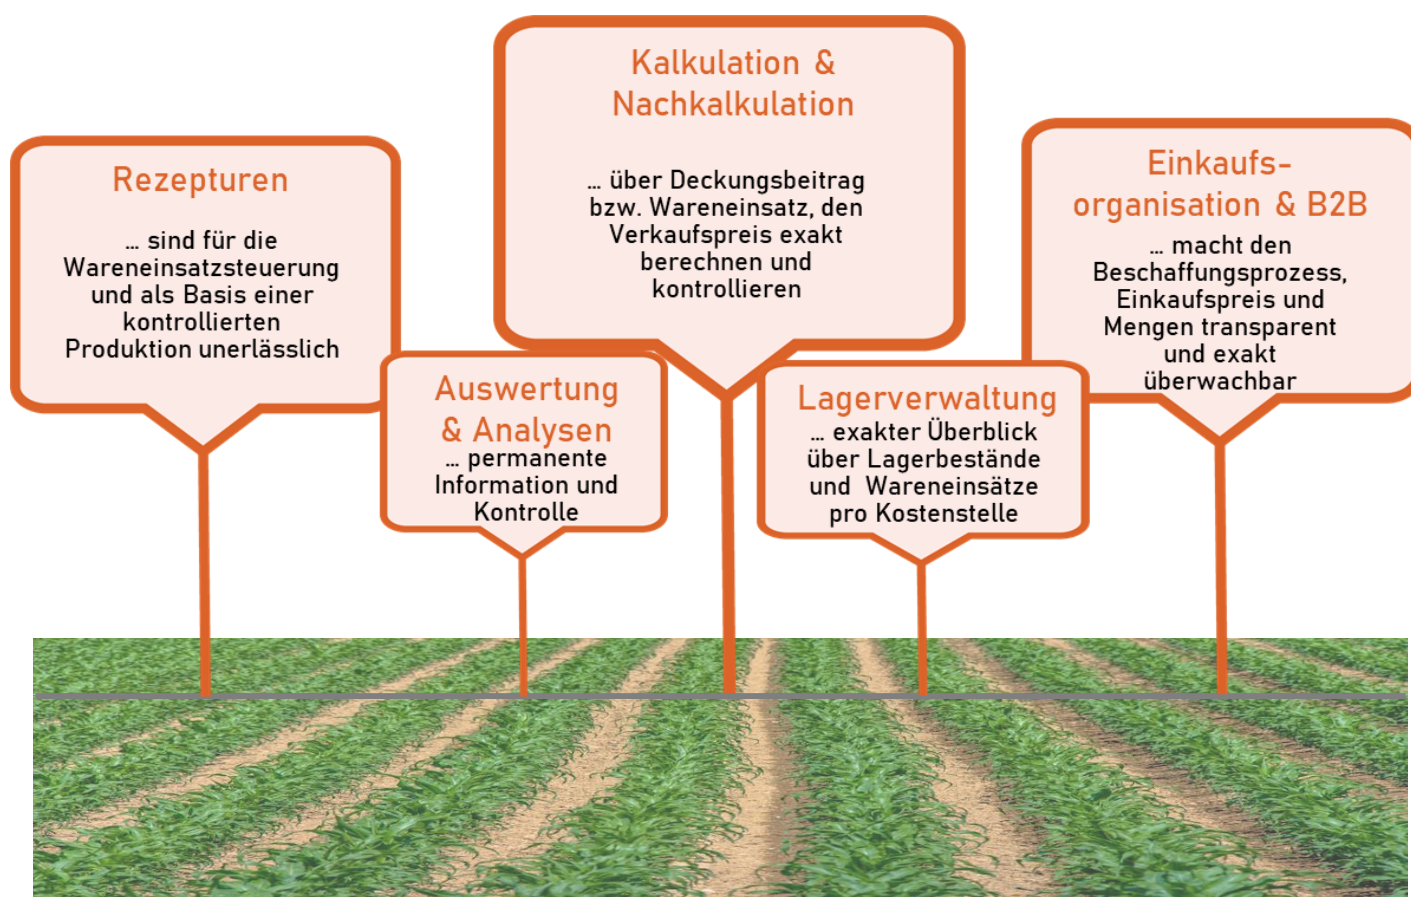 Kalkulation &
Nachkalkulation
... über Deckungsbeitrag
bzw. Wareneinsatz, den
Verkaufspreis exakt
berechnen und
kontrollieren
Rezepturen
... sind für die
Wareneinsatzsteuerung
und als Basis einer
kontrollierten
Produktion unerlässlich
Einkaufs-
organisation & B2B
... macht den
Beschaffungsprozess,
Einkaufspreis und
Mengen transparent
und exakt
überwachbar
Auswertung
& Analysen
... permanente
Information und
Kontrolle
Lagerverwaltung
... exakter Überblick
über Lagerbestände
und  Wareneinsätze
pro Kostenstelle